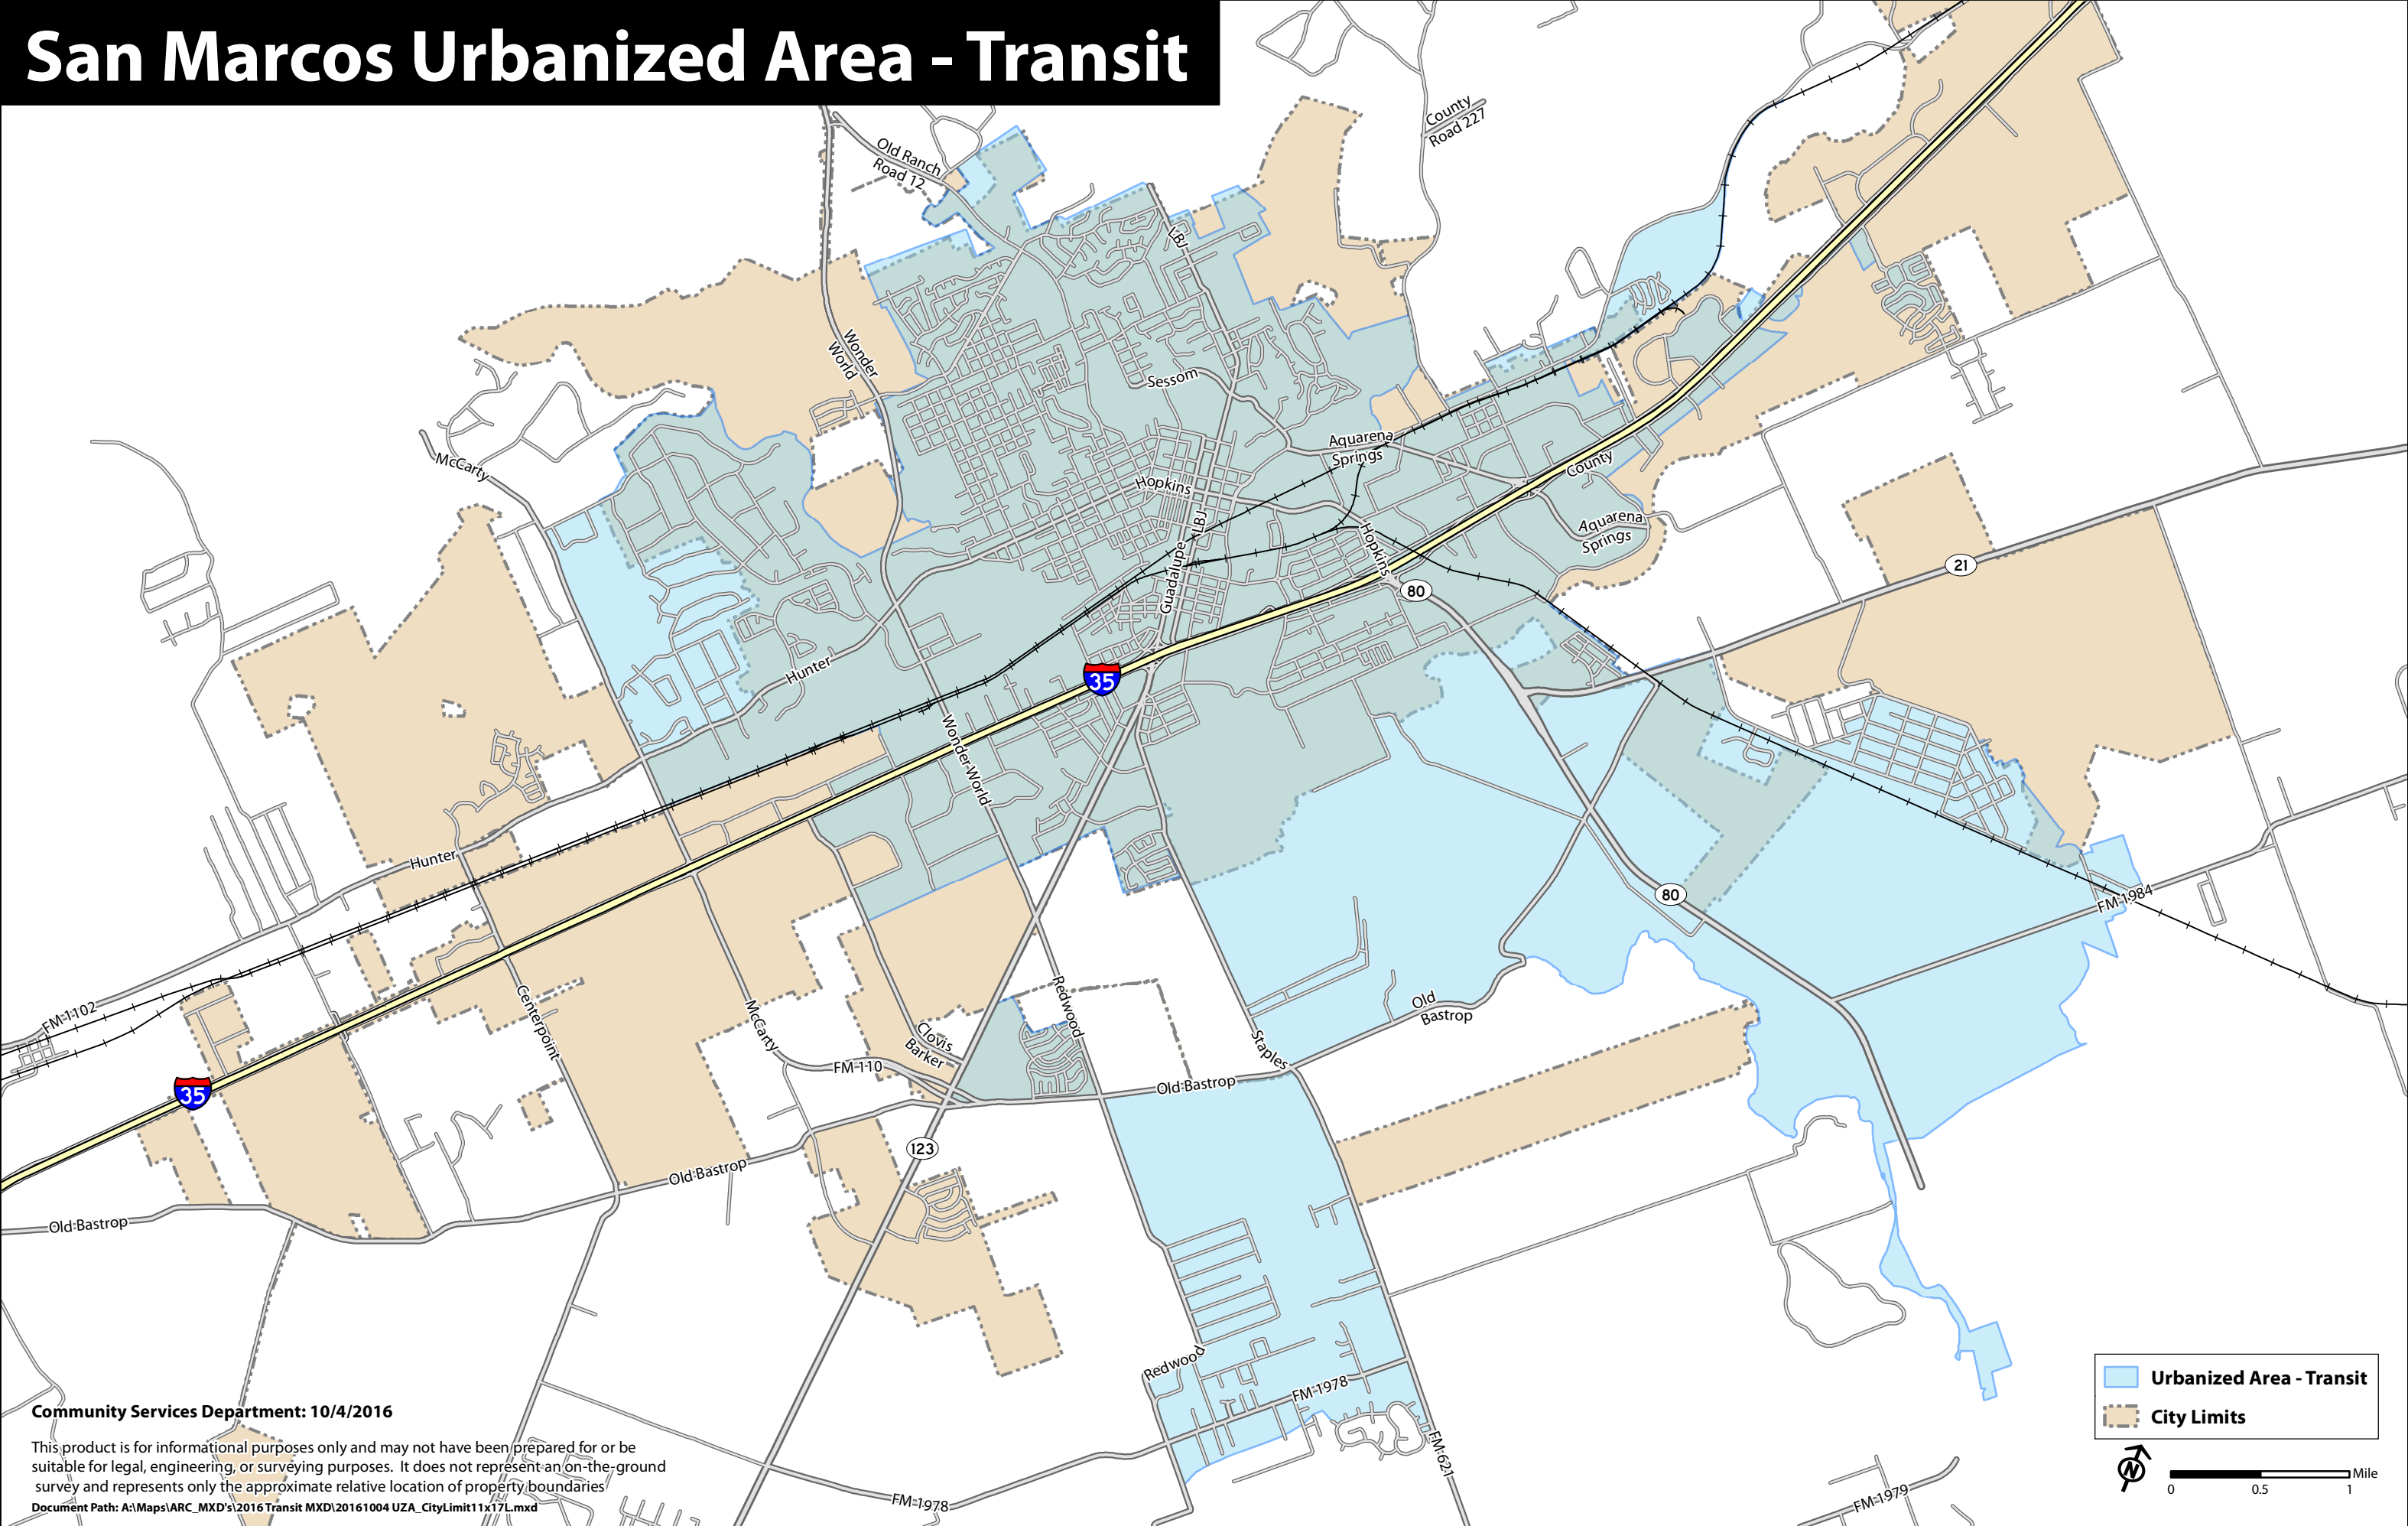 San Marcos Urbanized Area - Transit
County
Road 227
Old Ranch
Road 12
LBJ
Wonder
World
Sessom
McCarty
Aquarena
Springs
County
Hopkins
LBJ
Aquarena
Springs
Hopkins
Guadalupe
21
80
Hunter
35
Wonder World
Hunter
80
FM 1984
FM 1102
Centerpoint
McCarty
Redwood
Clovis
Barker
Old
Bastrop
Staples
FM 110
35
Old Bastrop
123
Old Bastrop
Old Bastrop
Redwood
FM 1978
FM 621
FM 1978
FM 1979
Urbanized Area - Transit
City Limits
N
Mile
0 0.5 1
Community Services Department: 10/4/2016
This product is for informational purposes only and may not have been prepared for or be
suitable for legal, engineering, or surveying purposes. It does not represent an on-the-ground
survey and represents only the approximate relative location of property boundaries
Document Path: A:\Maps\ARC_MXD's\2016 Transit MXD\20161004 UZA_CityLimit11x17L.mxd